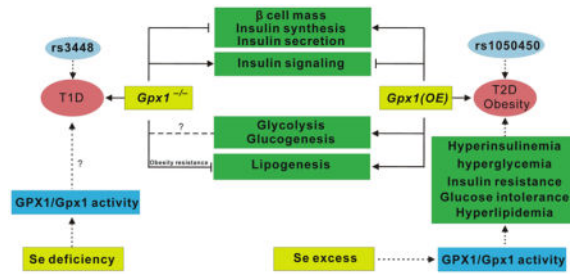 β cell mass
Insulin synthesis
Insulin secretion
rs3448
rs1050450
Insulin signaling
T1D
Gpx1 −/−
Gpx1(OE)
T2D
Obesity
?
Glycolysis
Glucogenesis
Obesity resistance
Lipogenesis
?
Hyperinsulinemia
hyperglycemia
Insulin resistance
Glucose intolerance
Hyperlipidemia
GPX1/Gpx1 activity
Se deficiency
Se excess
GPX1/Gpx1 activity